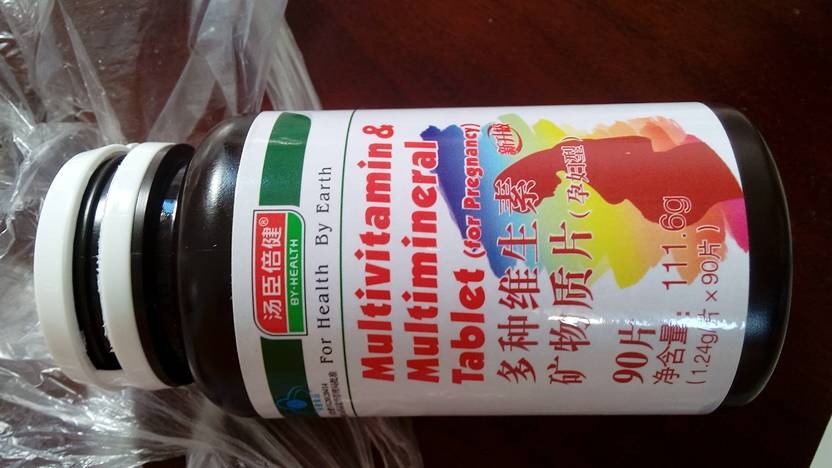 汤臣倍健®
BY-HEALTH
For Health By Earth
Multivitamin &
Multimineral
Tablet (for Pregnancy)
新升级
多种维生素
矿物质片(孕妇型)
90片
净含量：111.6g
(1.24g/片×90片)